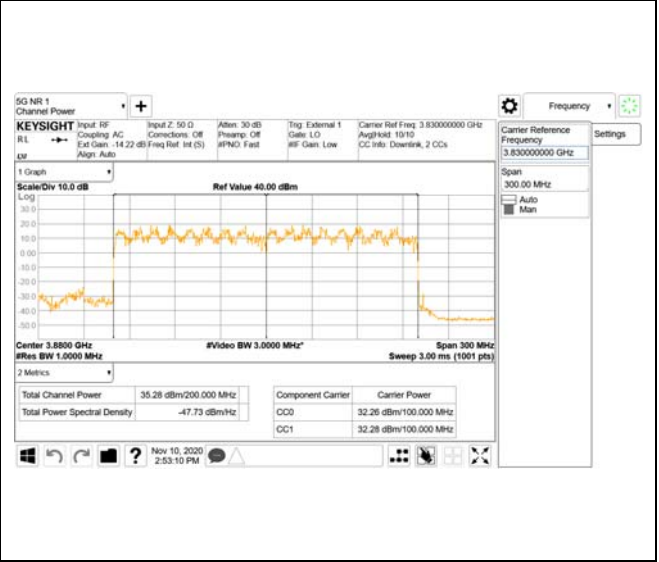 5G NR 1
Channel Power
Frequency
KEYSIGHT Input: RF Input Z: 50 Ω Atten: 30 dB Trig: External 1 Carrier Ref Freq: 3.830000000 GHz
RL Coupling: AC Corrections: Off Preamp: Off Gate: LO Avg|Hold: 10/10
Ext Gain: -14.22 dB Freq Ref: Int (S) #PNO: Fast #IF Gain: Low CC Info: Downlink, 2 CCs
Align: Auto
Carrier Reference
Frequency
3.830000000 GHz
Settings
Span
300.00 MHz
Auto
Man
1 Graph
Scale/Div 10.0 dB Ref Value 40.00 dBm
Log
30.0
20.0
10.0
0.00
-10.0
-20.0
-30.0
-40.0
-50.0
Center 3.8800 GHz #Video BW 3.0000 MHz* Span 300 MHz
#Res BW 1.0000 MHz Sweep 3.00 ms (1001 pts)
2 Metrics
Total Channel Power 35.28 dBm/200.000 MHz Component Carrier Carrier Power
Total Power Spectral Density -47.73 dBm/Hz CC0 32.26 dBm/100.000 MHz
CC1 32.28 dBm/100.000 MHz
?
Nov 10, 2020
2:53:10 PM